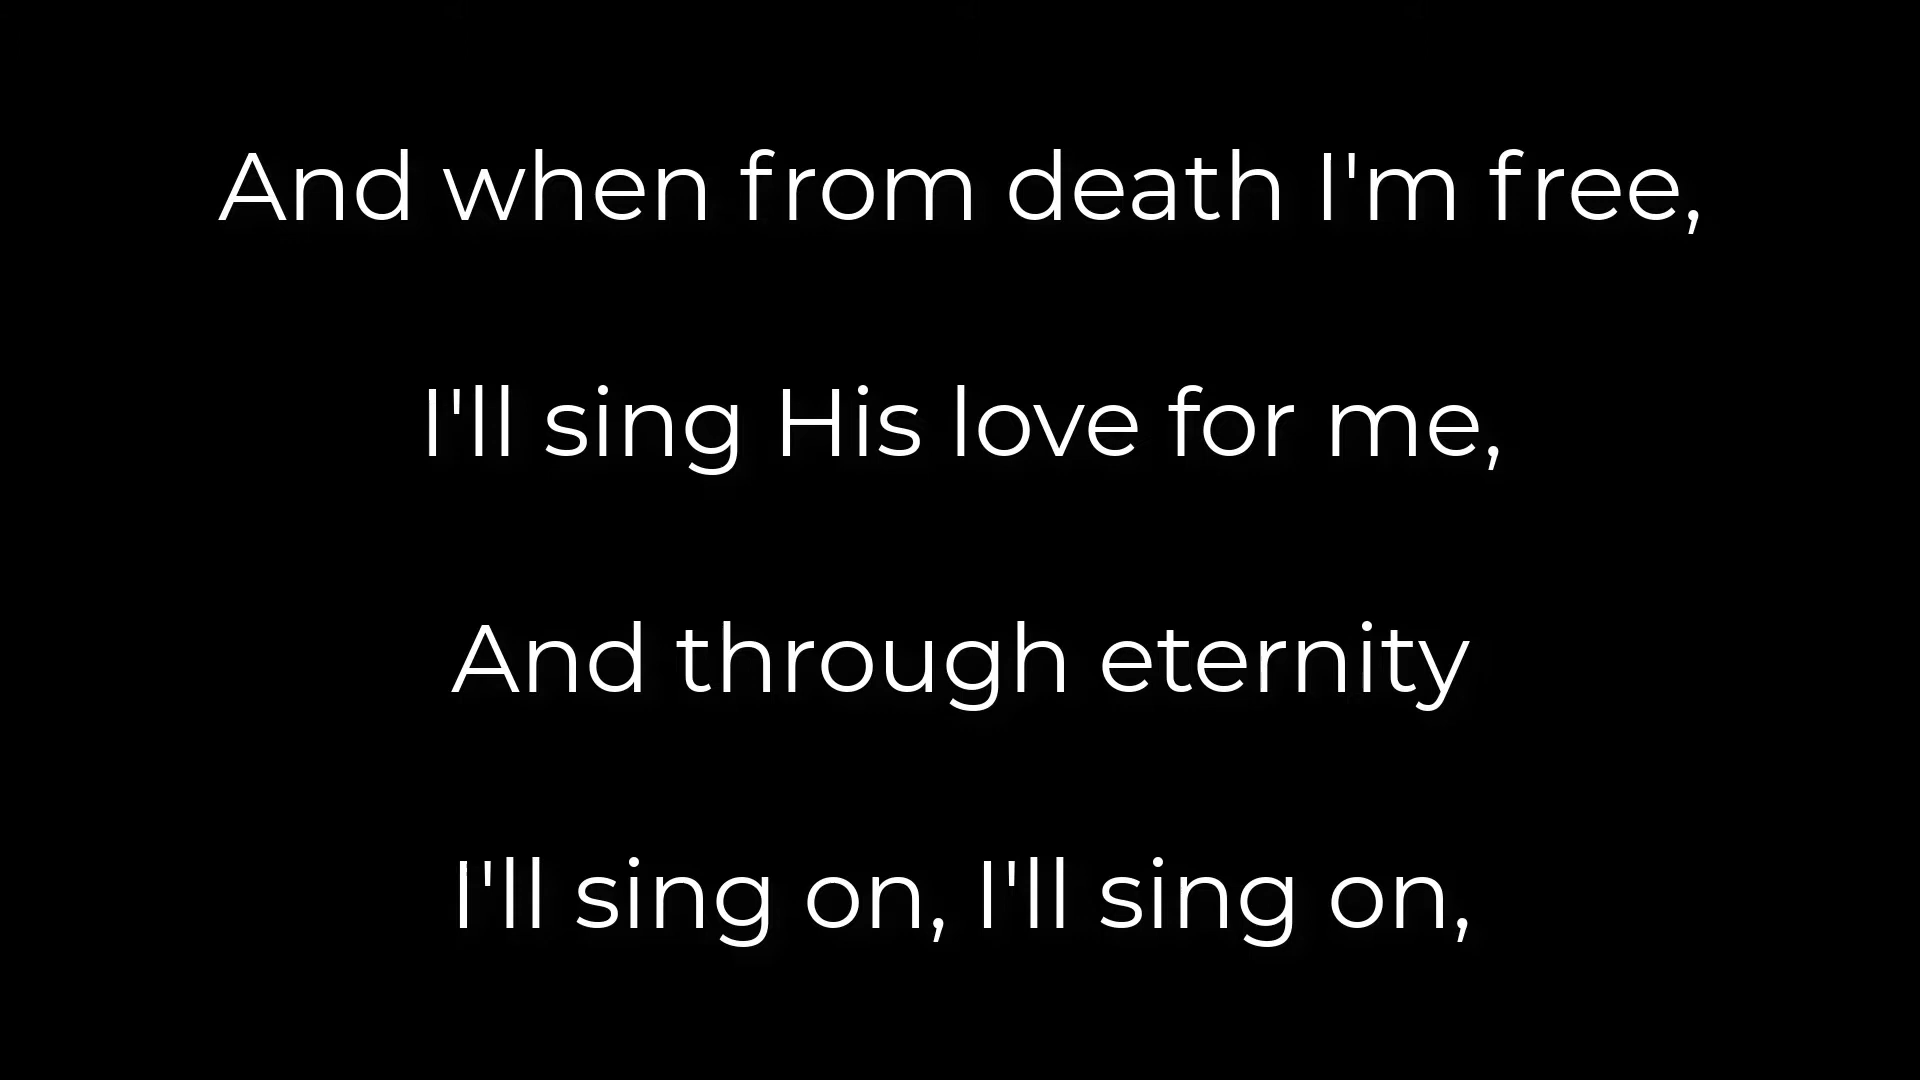 And when from death I'm free,
I'll sing His love for me,
And through eternity
I'll sing on, I'll sing on,